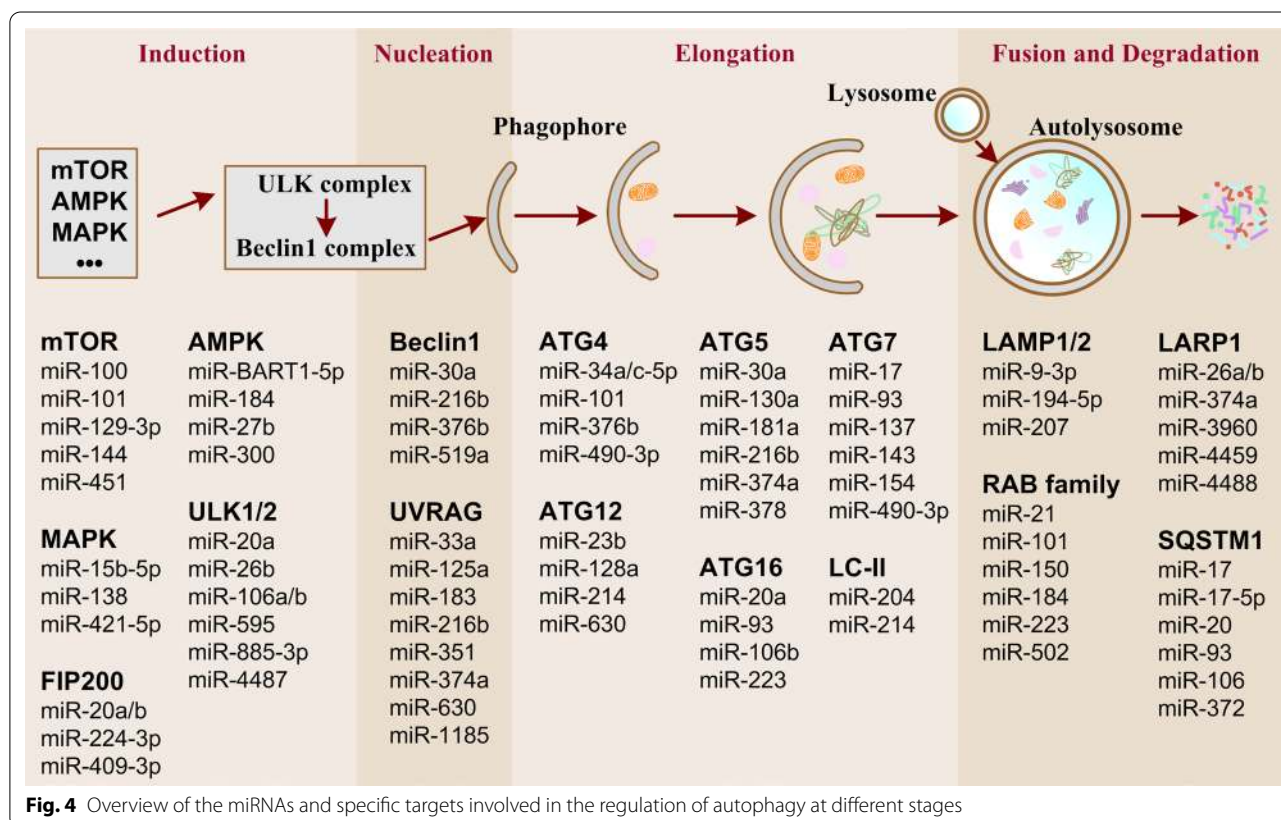 Induction
Nucleation
Elongation
Fusion and Degradation
mTOR
AMPK
MAPK
•••
ULK complex
Beclin1 complex
Phagophore
Lysosome
Autolysosome
mTOR
miR-100
miR-101
miR-129-3p
miR-144
miR-451
MAPK
miR-15b-5p
miR-138
miR-421-5p
FIP200
miR-20a/b
miR-224-3p
miR-409-3p
AMPK
miR-BART1-5p
miR-184
miR-27b
miR-300
ULK1/2
miR-20a
miR-26b
miR-106a/b
miR-595
miR-885-3p
miR-4487
Beclin1
miR-30a
miR-216b
miR-376b
miR-519a
UVRAG
miR-33a
miR-125a
miR-183
miR-216b
miR-351
miR-374a
miR-630
miR-1185
ATG4
miR-34a/c-5p
miR-101
miR-376b
miR-490-3p
ATG12
miR-23b
miR-128a
miR-214
miR-630
ATG5
miR-30a
miR-130a
miR-181a
miR-216b
miR-374a
miR-378
ATG16
miR-20a
miR-93
miR-106b
miR-223
ATG7
miR-17
miR-93
miR-137
miR-143
miR-154
miR-490-3p
LC-II
miR-204
miR-214
LAMP1/2
miR-9-3p
miR-194-5p
miR-207
RAB family
miR-21
miR-101
miR-150
miR-184
miR-223
miR-502
LARP1
miR-26a/b
miR-374a
miR-3960
miR-4459
miR-4488
SQSTM1
miR-17
miR-17-5p
miR-20
miR-93
miR-106
miR-372
Fig. 4 Overview of the miRNAs and specific targets involved in the regulation of autophagy at different stages